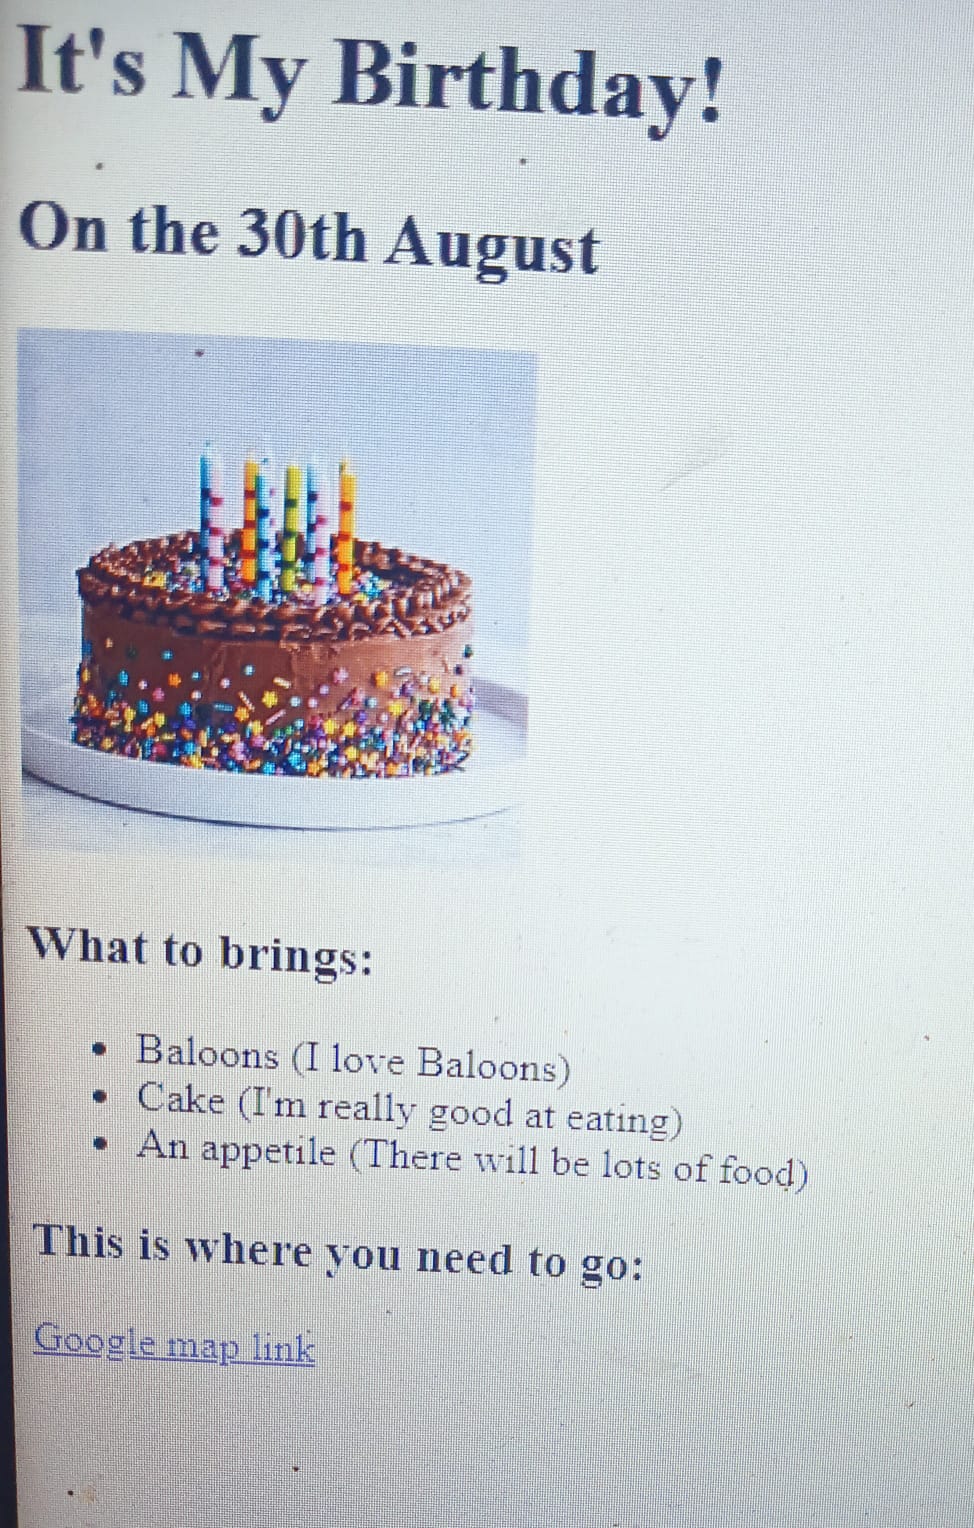 It's My Birthday!
On the 30th August
What to brings:
Baloons (I love Baloons)
Cake (I'm really good at eating)
An appetile (There will be lots of food)
This is where you need to go:
Google map link